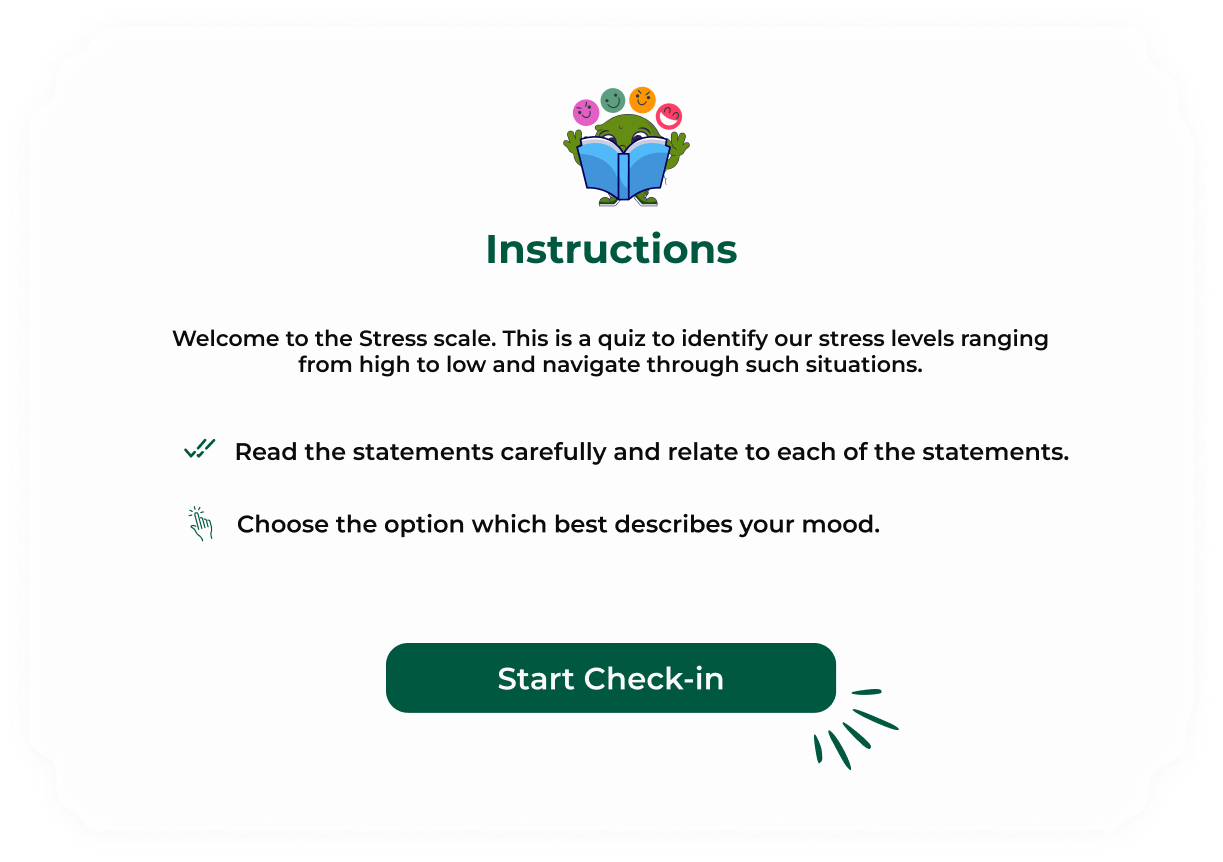 Instructions
Welcome to the Stress scale. This is a quiz to identify our stress levels ranging
from high to low and navigate through such situations.
Read the statements carefully and relate to each of the statements.
Choose the option which best describes your mood.
Start Check-in